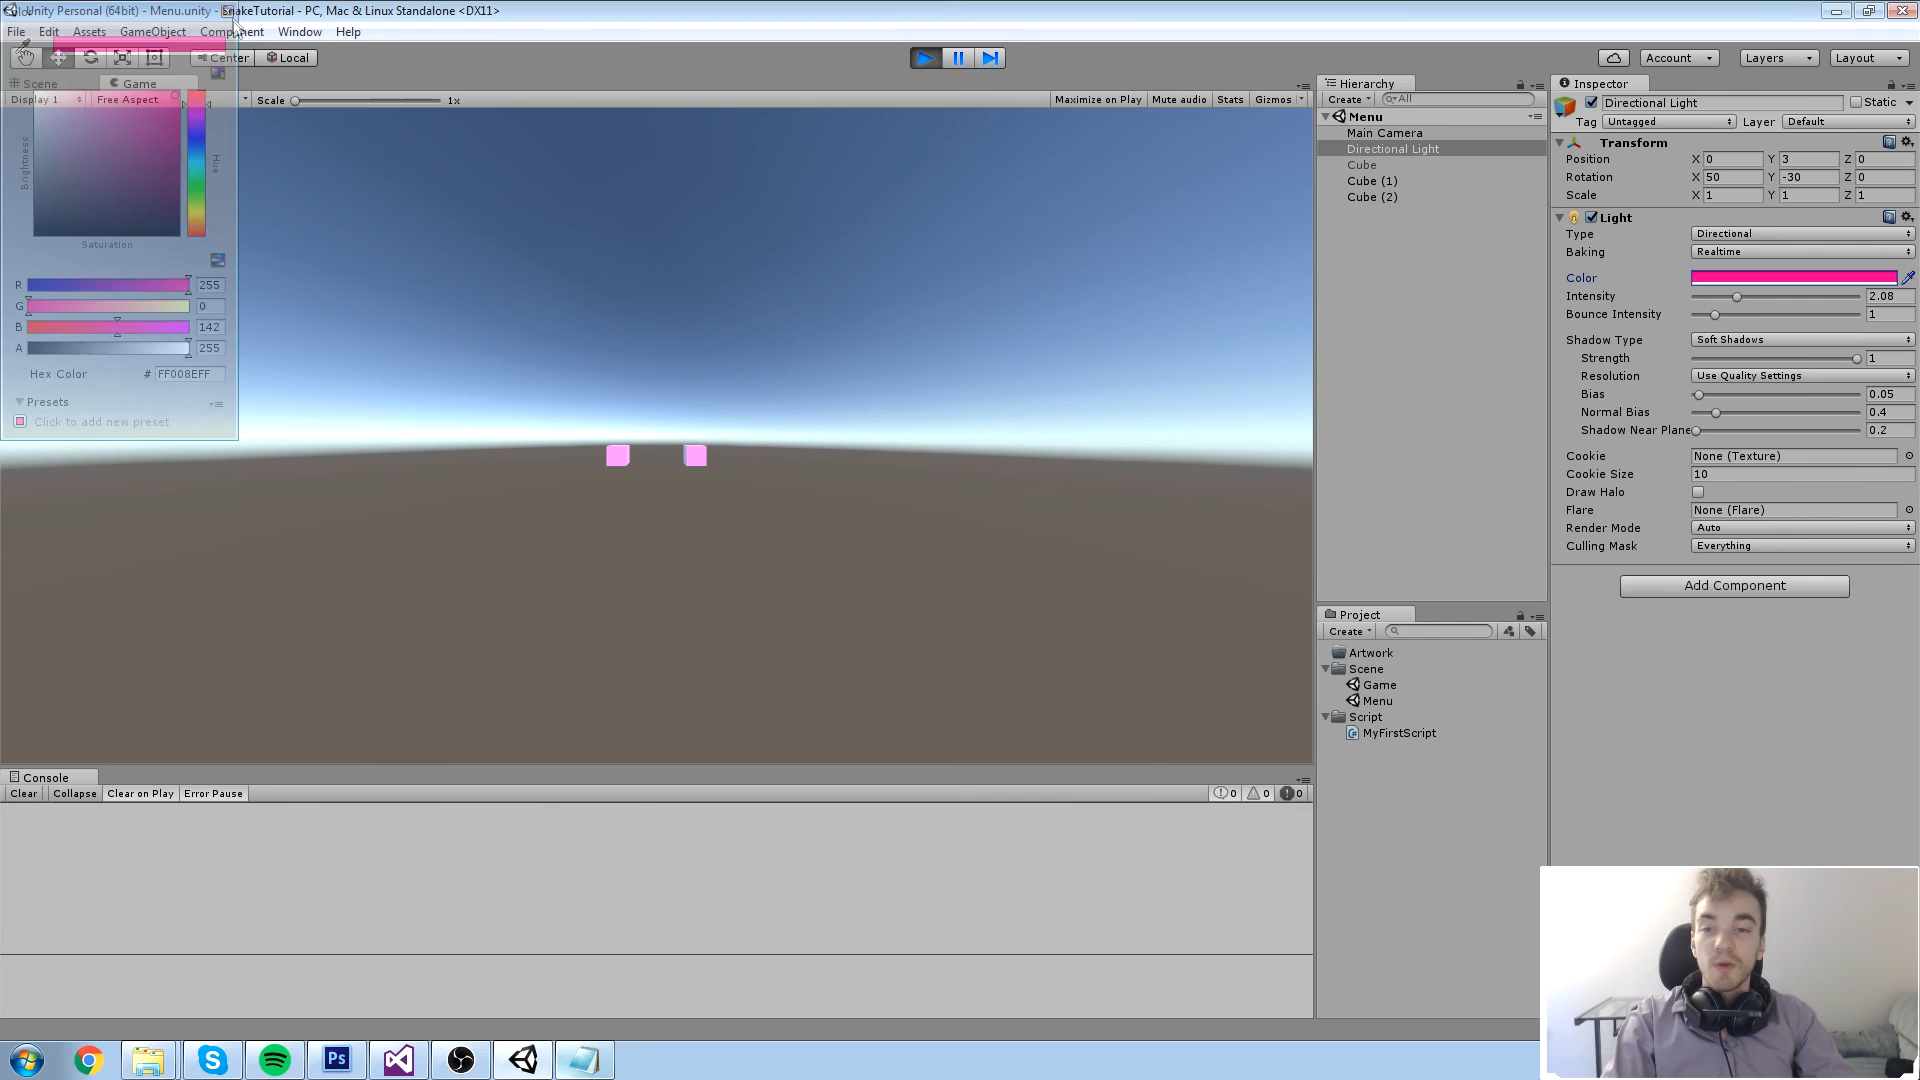 Unity Personal (64bit) - Menu.unity - SnakeTutorial - PC, Mac & Linux Standalone <DX11>
File Edit Assets GameObject Component Window Help
Center Local
Account Layers Layout
Scene Game
Display 1 Free Aspect Scale 1x Maximize on Play Mute audio Stats Gizmos
Brightness
Hue
Saturation
R 255
G 0
B 142
A 255
Hex Color # FF008EFF
Presets
Click to add new preset
Hierarchy
Create All
Menu
Main Camera
Directional Light
Cube
Cube (1)
Cube (2)
Project
Create
Artwork
Scene
Game
Menu
Script
MyFirstScript
Inspector
Directional Light Static
Tag Untagged Layer Default
Transform
Position X 0 Y 3 Z 0
Rotation X 50 Y -30 Z 0
Scale X 1 Y 1 Z 1
Light
Type Directional
Baking Realtime
Color
Intensity 2.08
Bounce Intensity 1
Shadow Type Soft Shadows
Strength 1
Resolution Use Quality Settings
Bias 0.05
Normal Bias 0.4
Shadow Near Plane 0.2
Cookie None (Texture)
Cookie Size 10
Draw Halo
Flare None (Flare)
Render Mode Auto
Culling Mask Everything
Add Component
Console
Clear Collapse Clear on Play Error Pause 0 0 0
Ps